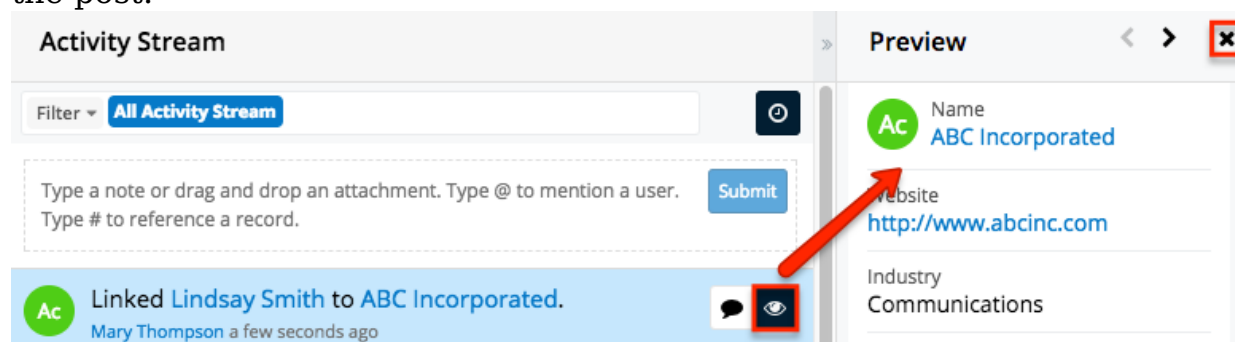 the post.
Activity Stream
»
Preview
Filter All Activity Stream
Type a note or drag and drop an attachment. Type @ to mention a user.
Type # to reference a record.
Submit
Ac
Linked Lindsay Smith to ABC Incorporated.
Mary Thompson a few seconds ago
Ac
Name
ABC Incorporated
Website
http://www.abcinc.com
Industry
Communications